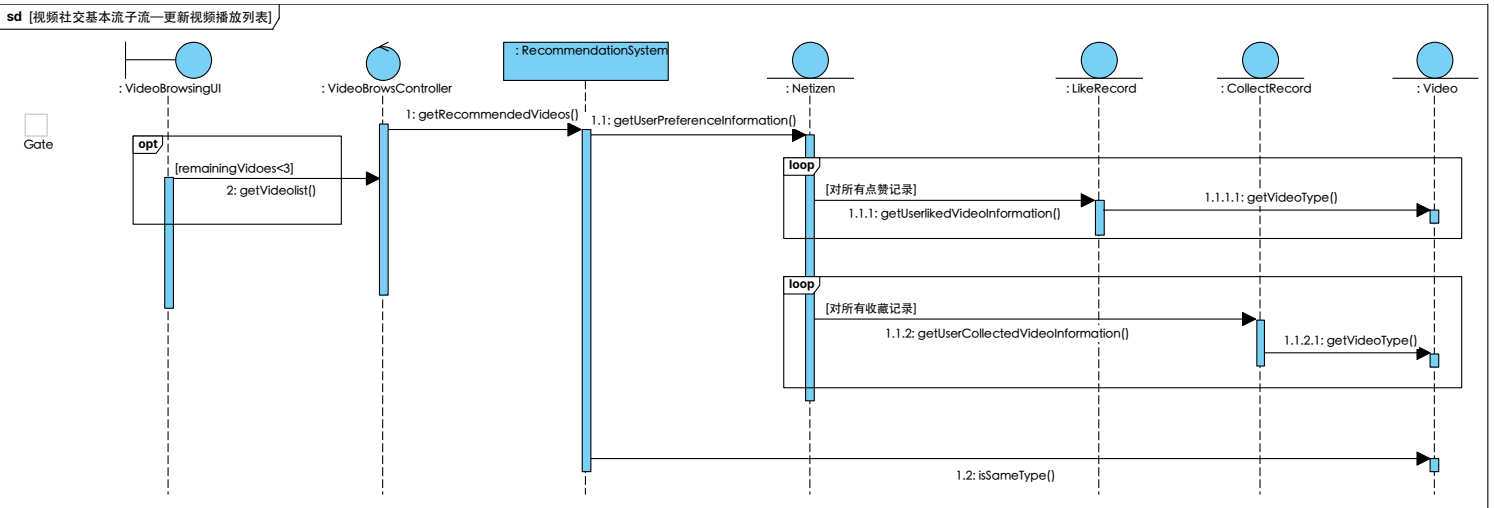 sd [视频社交基本流子流—更新视频播放列表]
: VideoBrowsingUI
: VideoBrowsController
: RecommendationSystem
: Netizen
: LikeRecord
: CollectRecord
: Video
Gate
1: getRecommendedVideos()
1.1: getUserPreferenceInformation()
opt
[remainingVidoes<3]
2: getVideolist()
loop
[对所有点赞记录]
1.1.1: getUserlikedVideoInformation()
1.1.1.1: getVideoType()
loop
[对所有收藏记录]
1.1.2: getUserCollectedVideoInformation()
1.1.2.1: getVideoType()
1.2: isSameType()